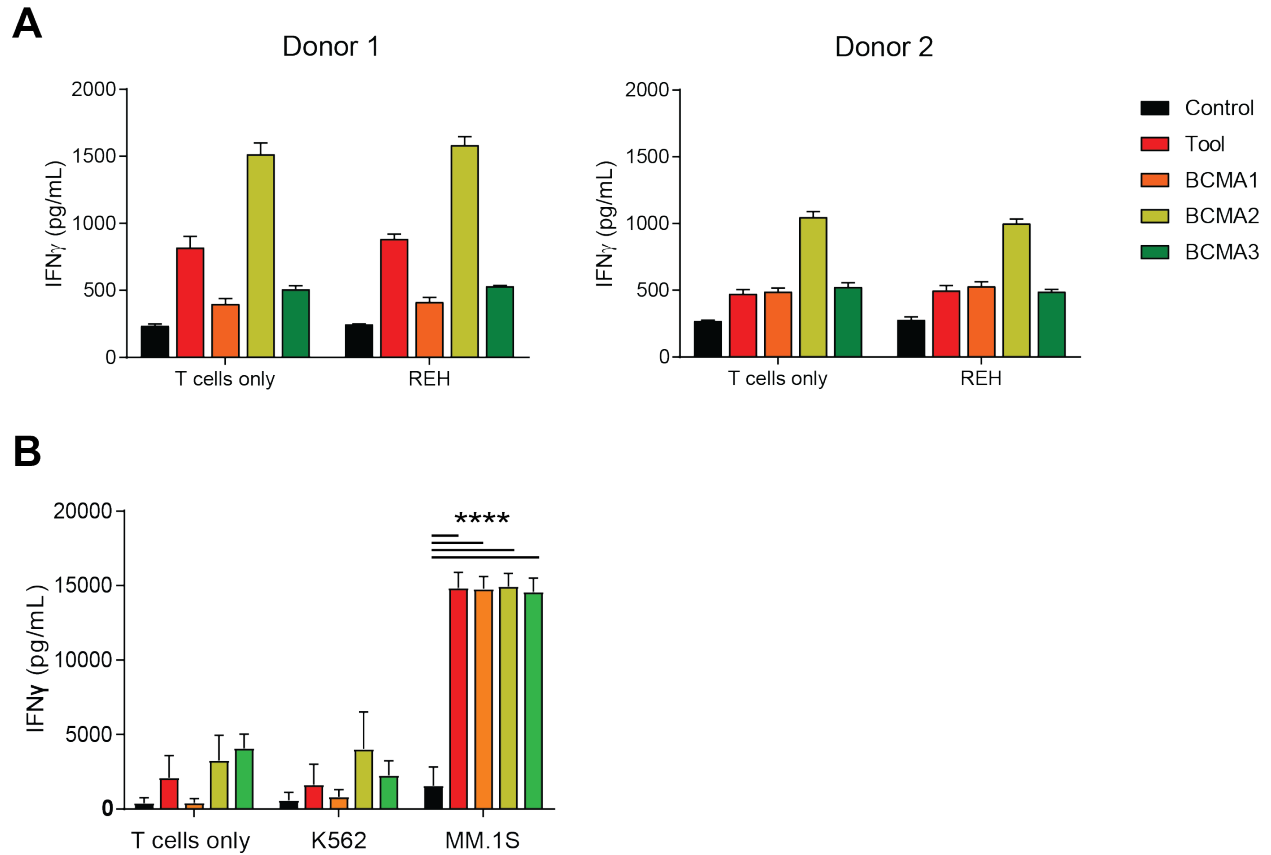 A
Donor 1
Donor 2
2000
1500
1000
500
0
IFNγ (pg/mL)
T cells only
REH
2000
1500
1000
500
0
IFNγ (pg/mL)
T cells only
REH
Control
Tool
BCMA1
BCMA2
BCMA3
B
20000
15000
10000
5000
0
IFNγ (pg/mL)
****
T cells only
K562
MM.1S